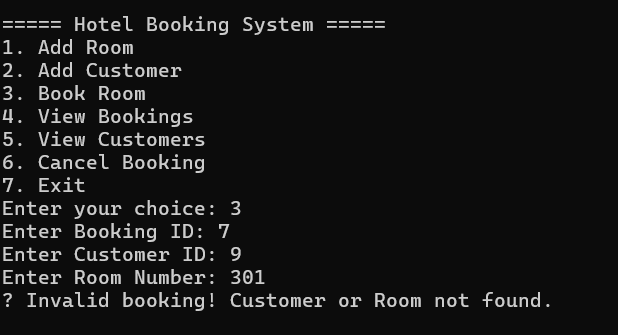 ===== Hotel Booking System =====
1. Add Room
2. Add Customer
3. Book Room
4. View Bookings
5. View Customers
6. Cancel Booking
7. Exit
Enter your choice: 3
Enter Booking ID: 7
Enter Customer ID: 9
Enter Room Number: 301
? Invalid booking! Customer or Room not found.